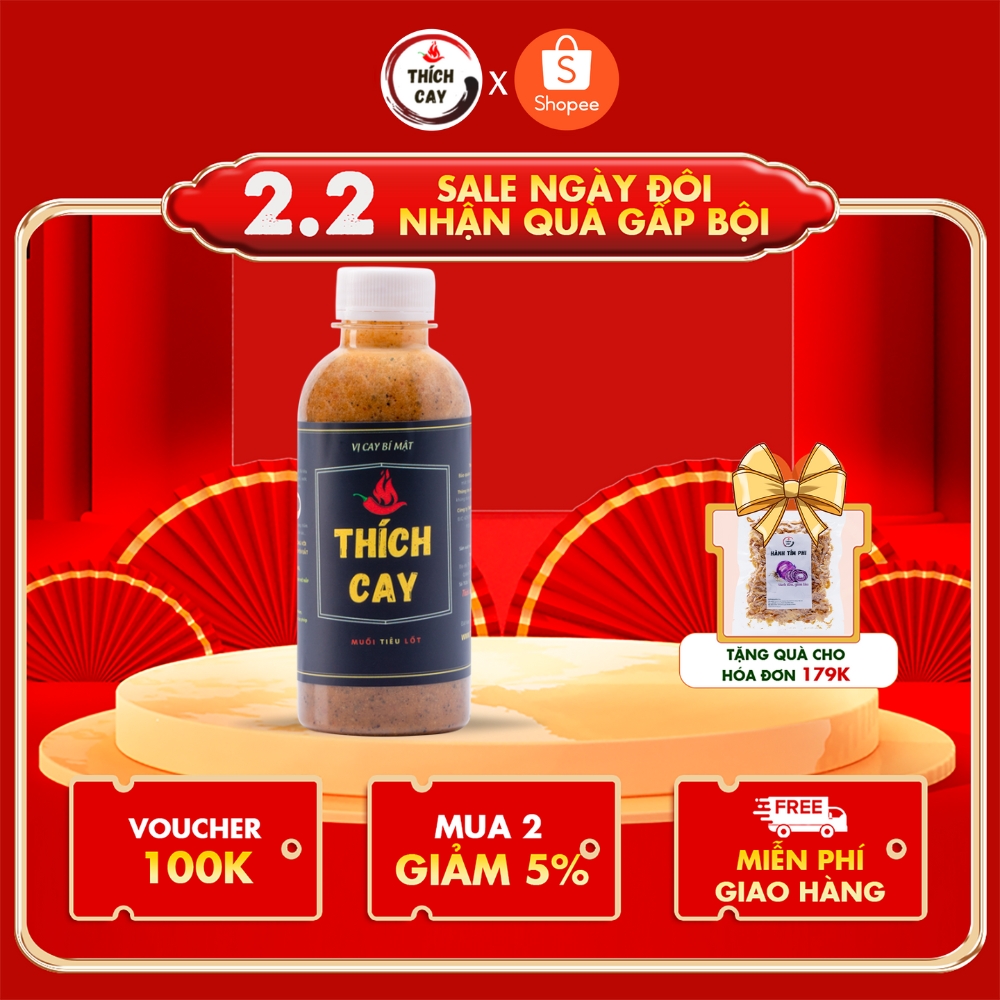 THÍCH
CAY
X
S
Shopee
2.2
SALE NGÀY ĐÔI
NHẬN QUÀ GẤP BỘI
VỊ CAY BÍ MẬT
THÍCH
CAY
MUỐI TIÊU LỐT
HÀNH TÍM PHI
TẶNG QUÀ CHO
HÓA ĐƠN 179K
VOUCHER
100K
MUA 2
GIẢM 5%
FREE
MIỄN PHÍ
GIAO HÀNG